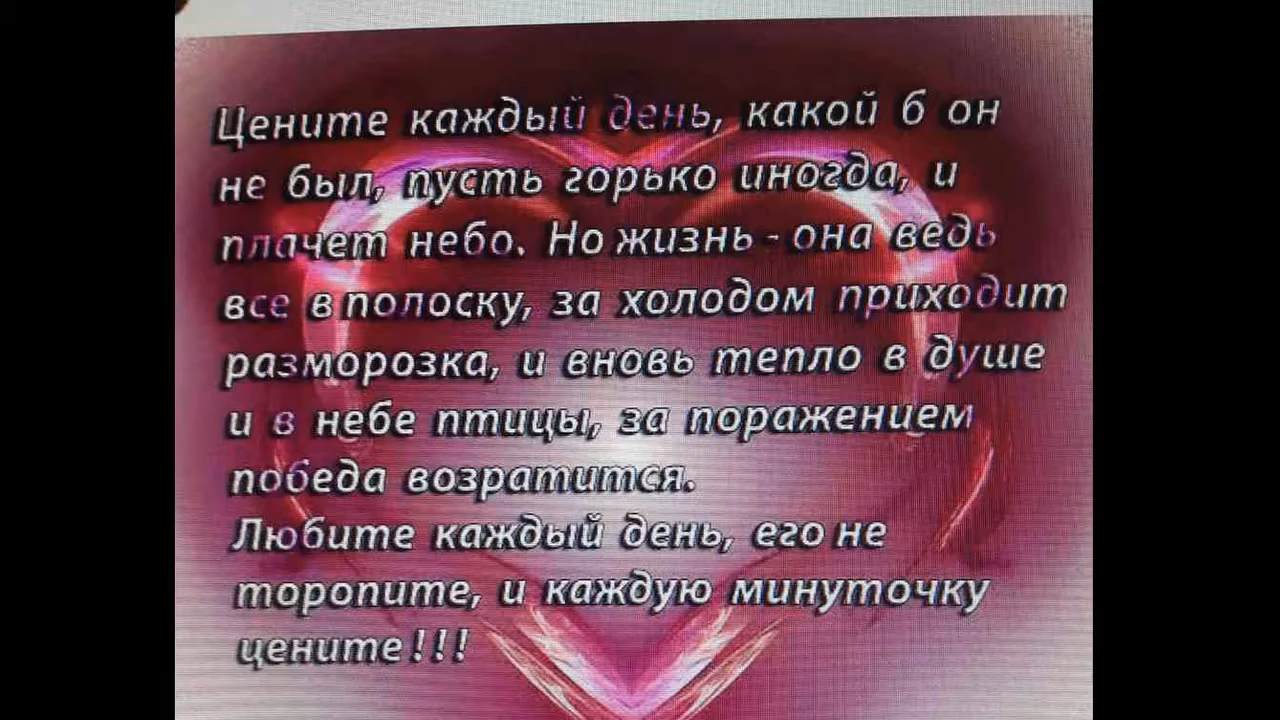 Цените каждый день, какой б он
не был, пусть горько иногда, и
плачет небо. Но жизнь - она ведь
все в полоску, за холодом приходит
разморозка, и вновь тепло в душе
и в небе птицы, за поражением
победа возратится.
Любите каждый день, его не
торопите, и каждую минуточку
цените!!!